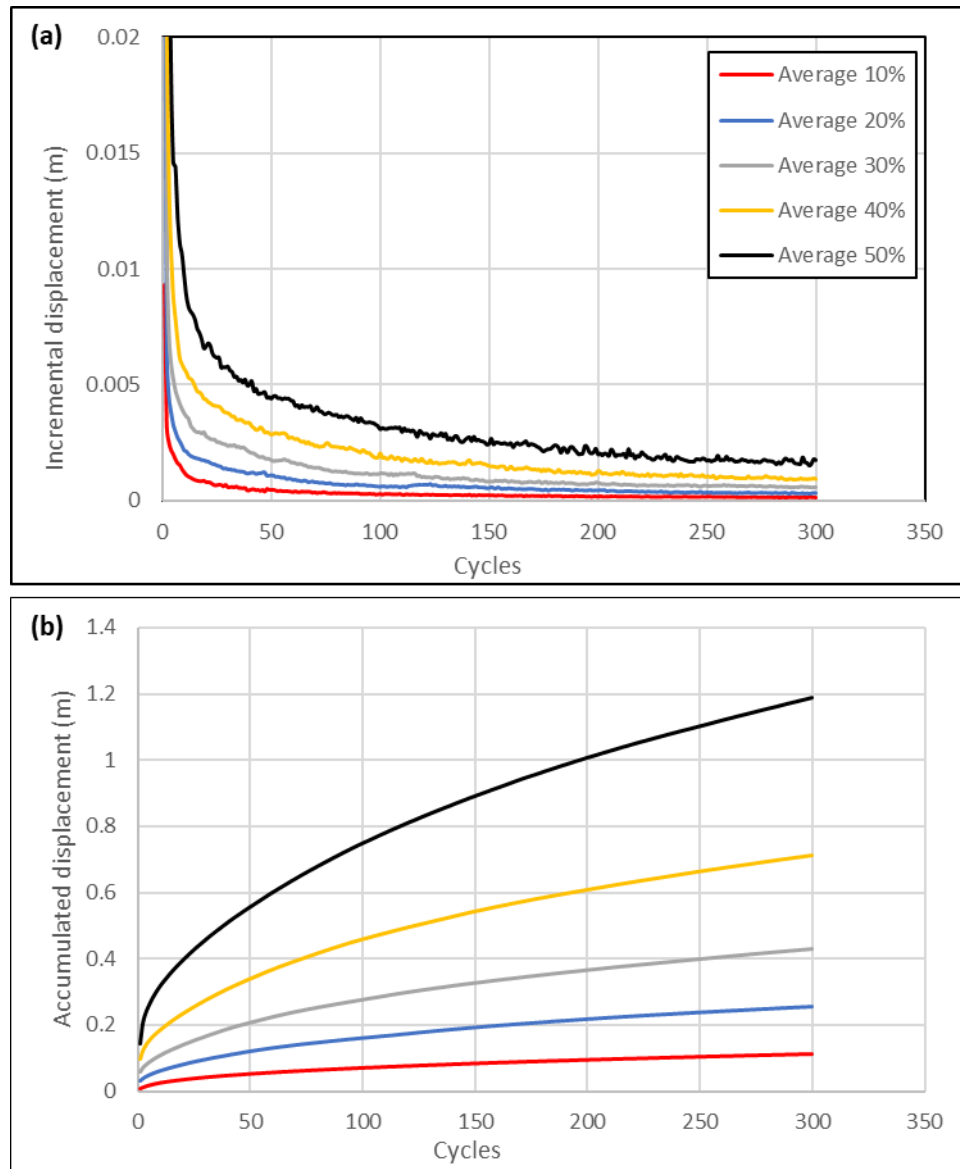 (a)
0.02
0.015
0.01
0.005
0
Incremental displacement (m)
Average 10%
Average 20%
Average 30%
Average 40%
Average 50%
0 50 100 150 200 250 300 350
Cycles
(b)
1.4
1.2
1
0.8
0.6
0.4
0.2
0
Accumulated displacement (m)
0 50 100 150 200 250 300 350
Cycles